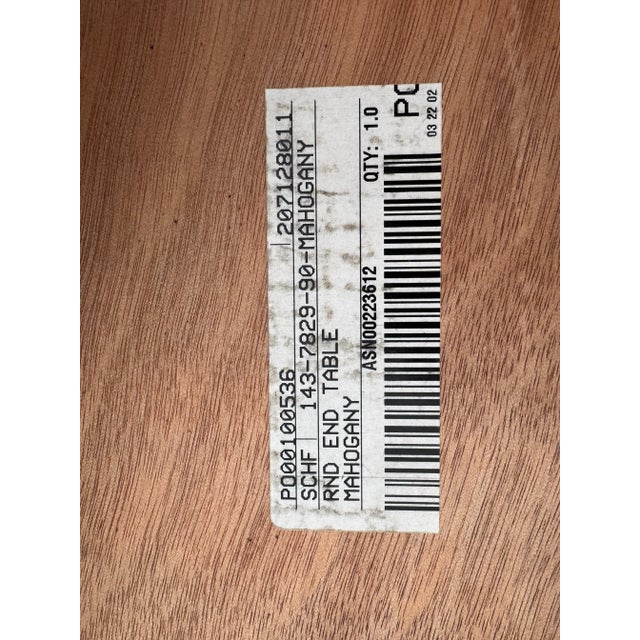 PO00100536 207128011
SCHF 143-7829-90-MAHOGANY
RND END TABLE
MAHOGANY
ASN00223612 QTY: 1.0
PO
03 22 02